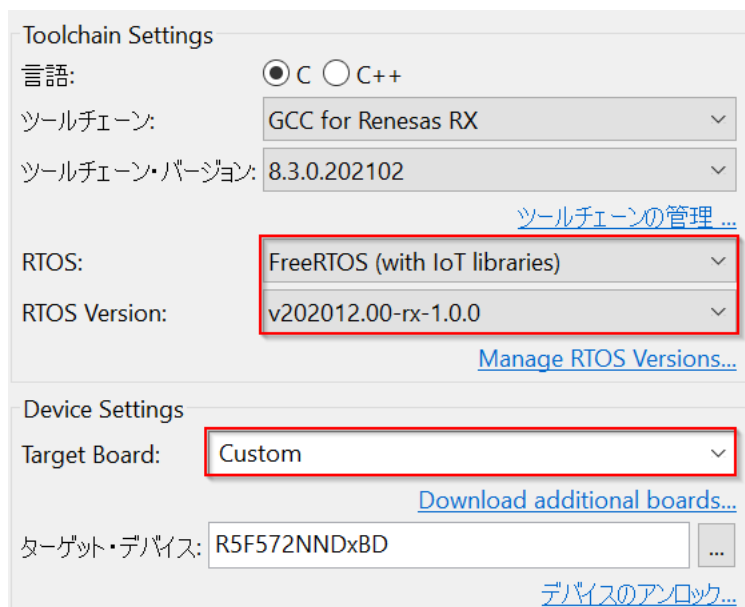 Toolchain Settings
言語: C C++
ツールチェーン: GCC for Renesas RX
ツールチェーン・バージョン: 8.3.0.202102
ツールチェーンの管理 ...
RTOS: FreeRTOS (with IoT libraries)
RTOS Version: v202012.00-rx-1.0.0
Manage RTOS Versions...
Device Settings
Target Board: Custom
Download additional boards...
ターゲット・デバイス: R5F572NNDxBD ...
デバイスのアンロック...